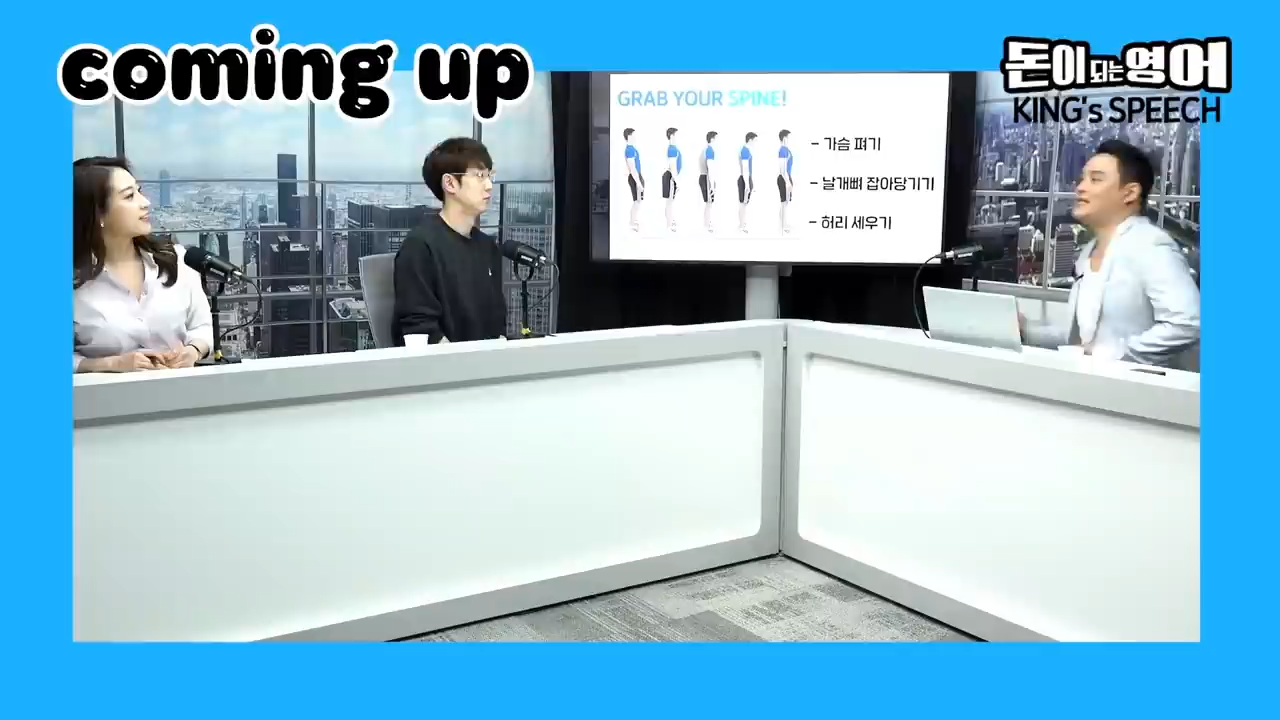 coming up
돈이 되는 영어
KING's SPEECH
GRAB YOUR SPINE!
- 가슴 펴기
- 날개뼈 잡아당기기
- 허리 세우기